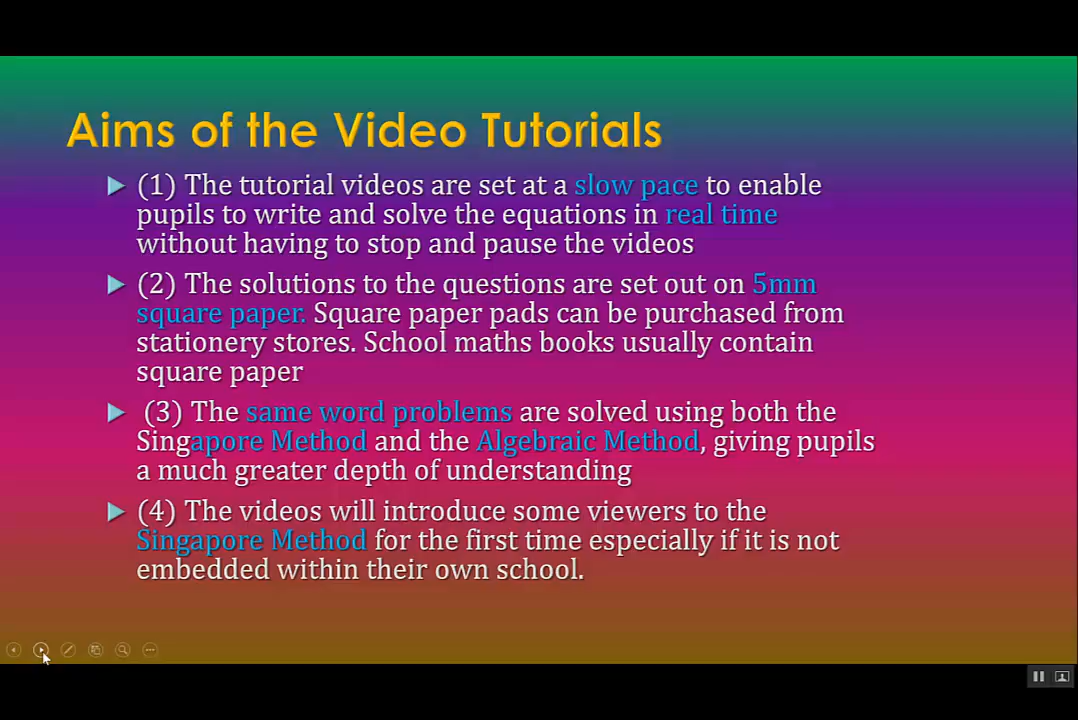 Aims of the Video Tutorials
(1) The tutorial videos are set at a slow pace to enable
pupils to write and solve the equations in real time
without having to stop and pause the videos
(2) The solutions to the questions are set out on 5mm
square paper. Square paper pads can be purchased from
stationery stores. School maths books usually contain
square paper
(3) The same word problems are solved using both the
Singapore Method and the Algebraic Method, giving pupils
a much greater depth of understanding
(4) The videos will introduce some viewers to the
Singapore Method for the first time especially if it is not
embedded within their own school.